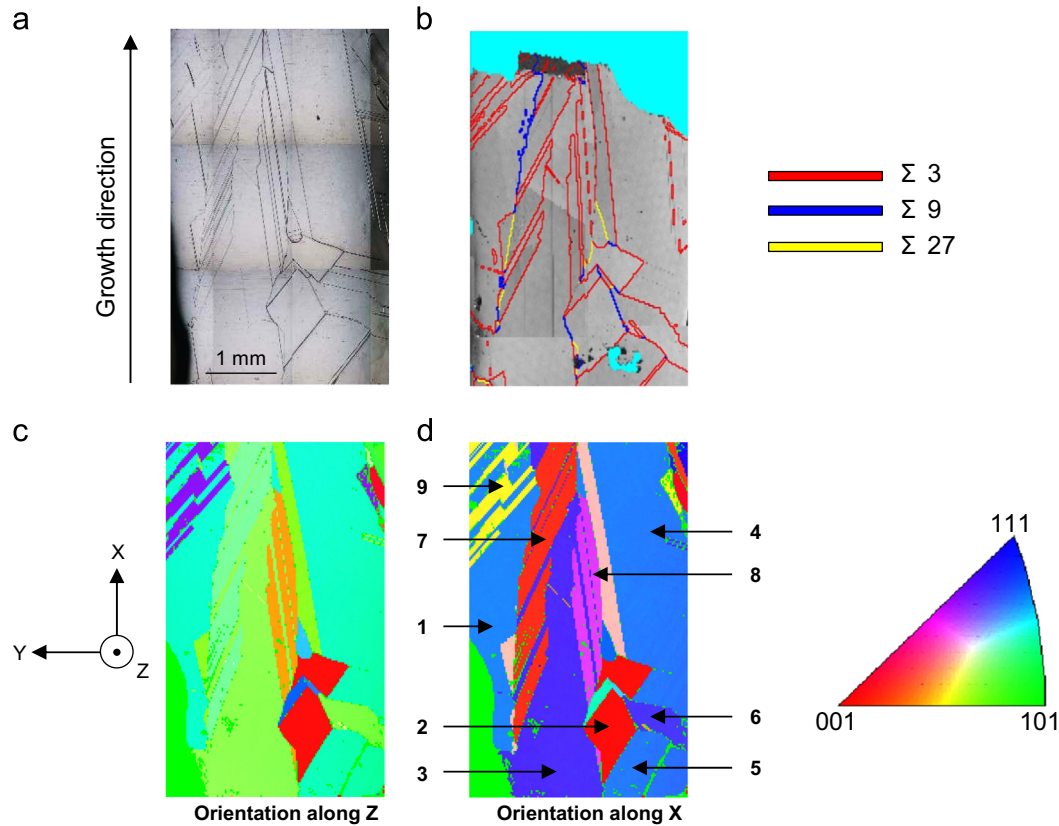 a
b
Growth direction
1 mm
Σ 3
Σ 9
Σ 27
c
d
X
Y
Z
9
7
1
2
3
4
8
6
5
111
001
101
Orientation along Z
Orientation along X